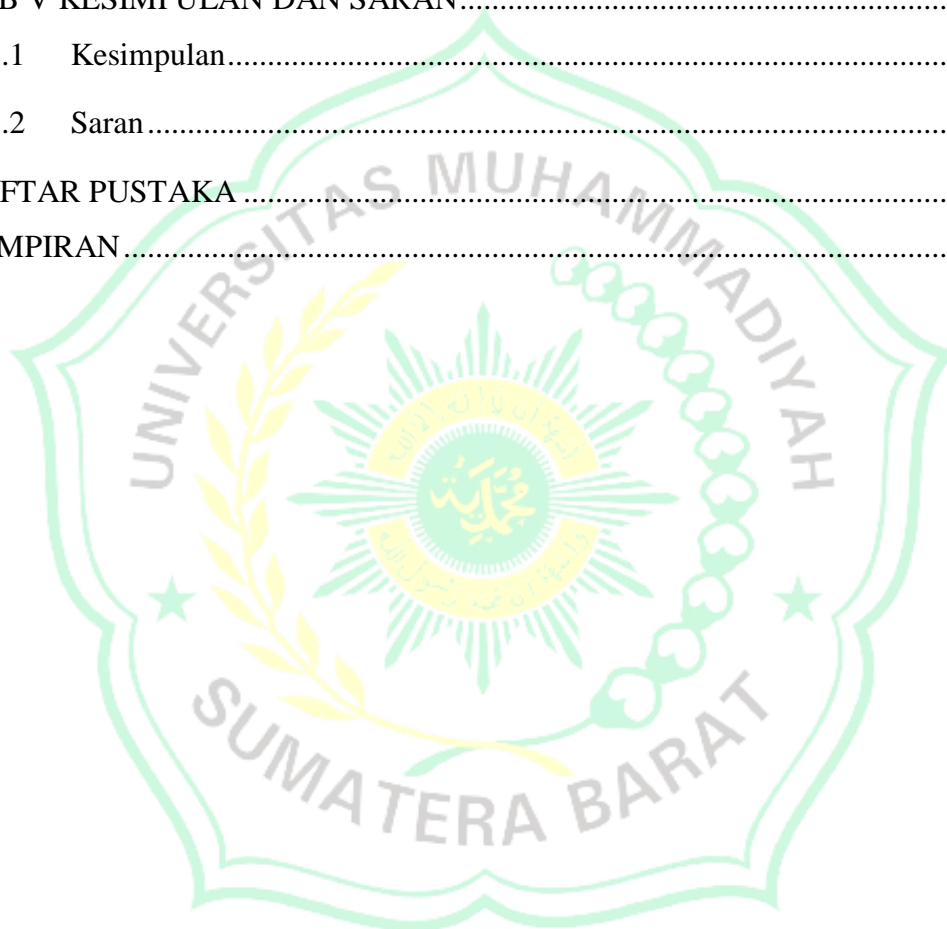 B V KESIMPULAN DAN SARAN
.1 Kesimpulan
.2 Saran
FTAR PUSTAKA
MPIRAN
UNIVERSITAS MUHAMMADIYAH
SUMATERA BARAT